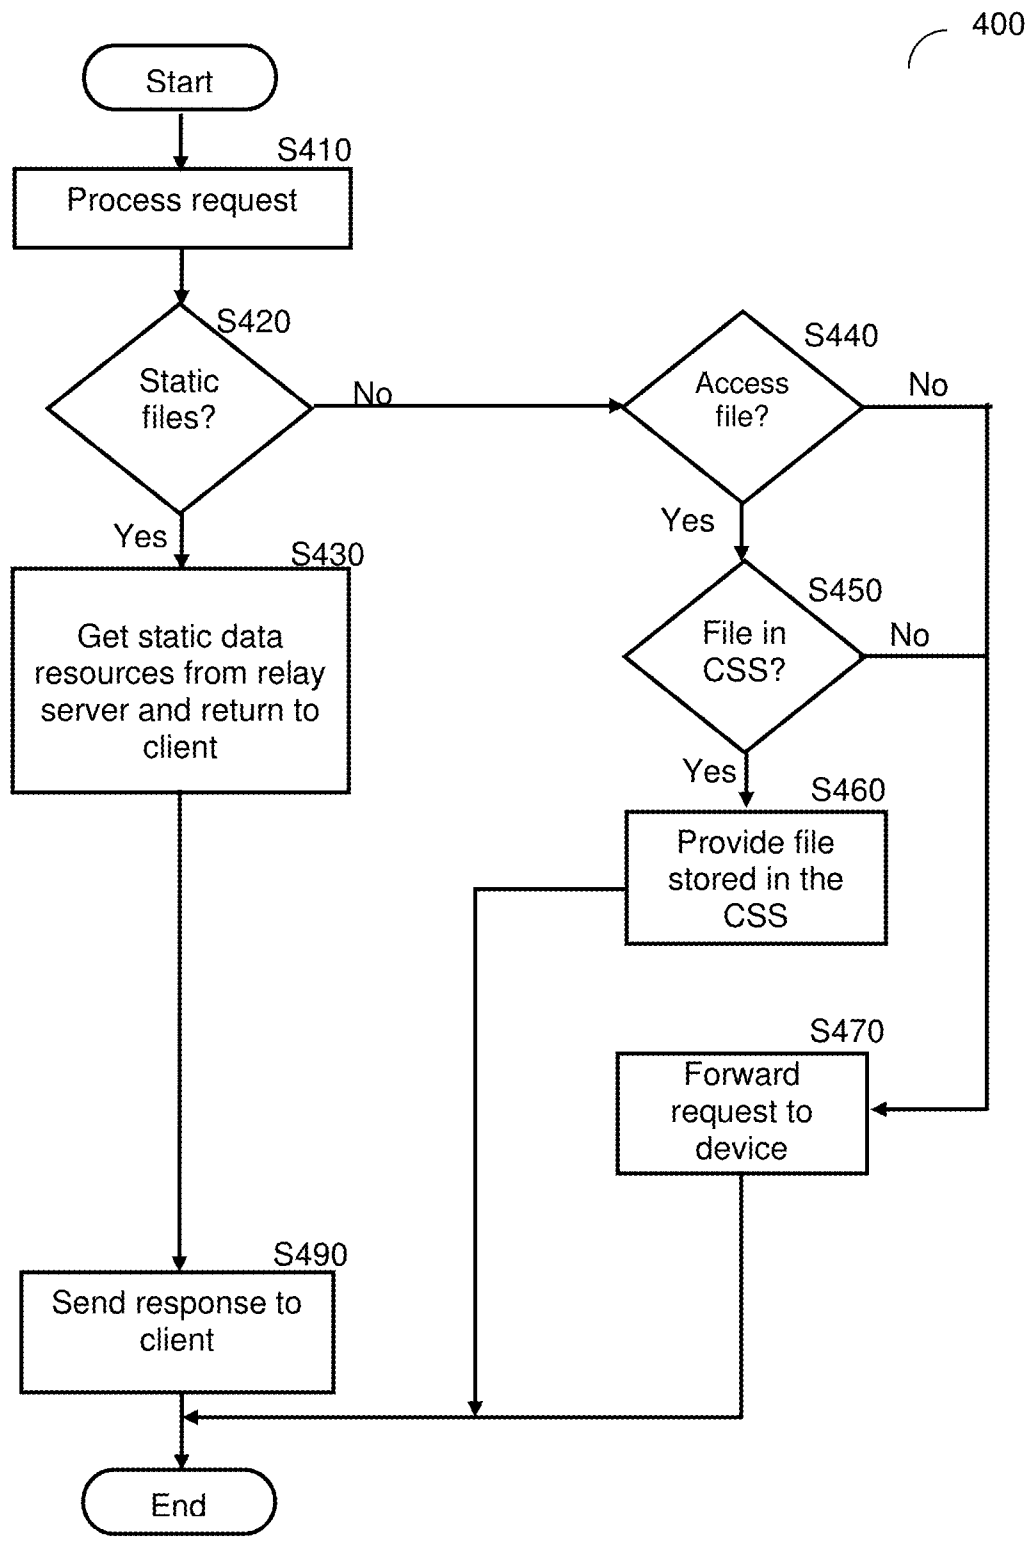 400
Start
S410
Process request
S420
Static
files?
No
S440
Access
file?
No
Yes
S430
Get static data
resources from relay
server and return to
client
Yes
S450
File in
CSS?
No
Yes
S460
Provide file
stored in the
CSS
S470
Forward
request to
device
S490
Send response to
client
End